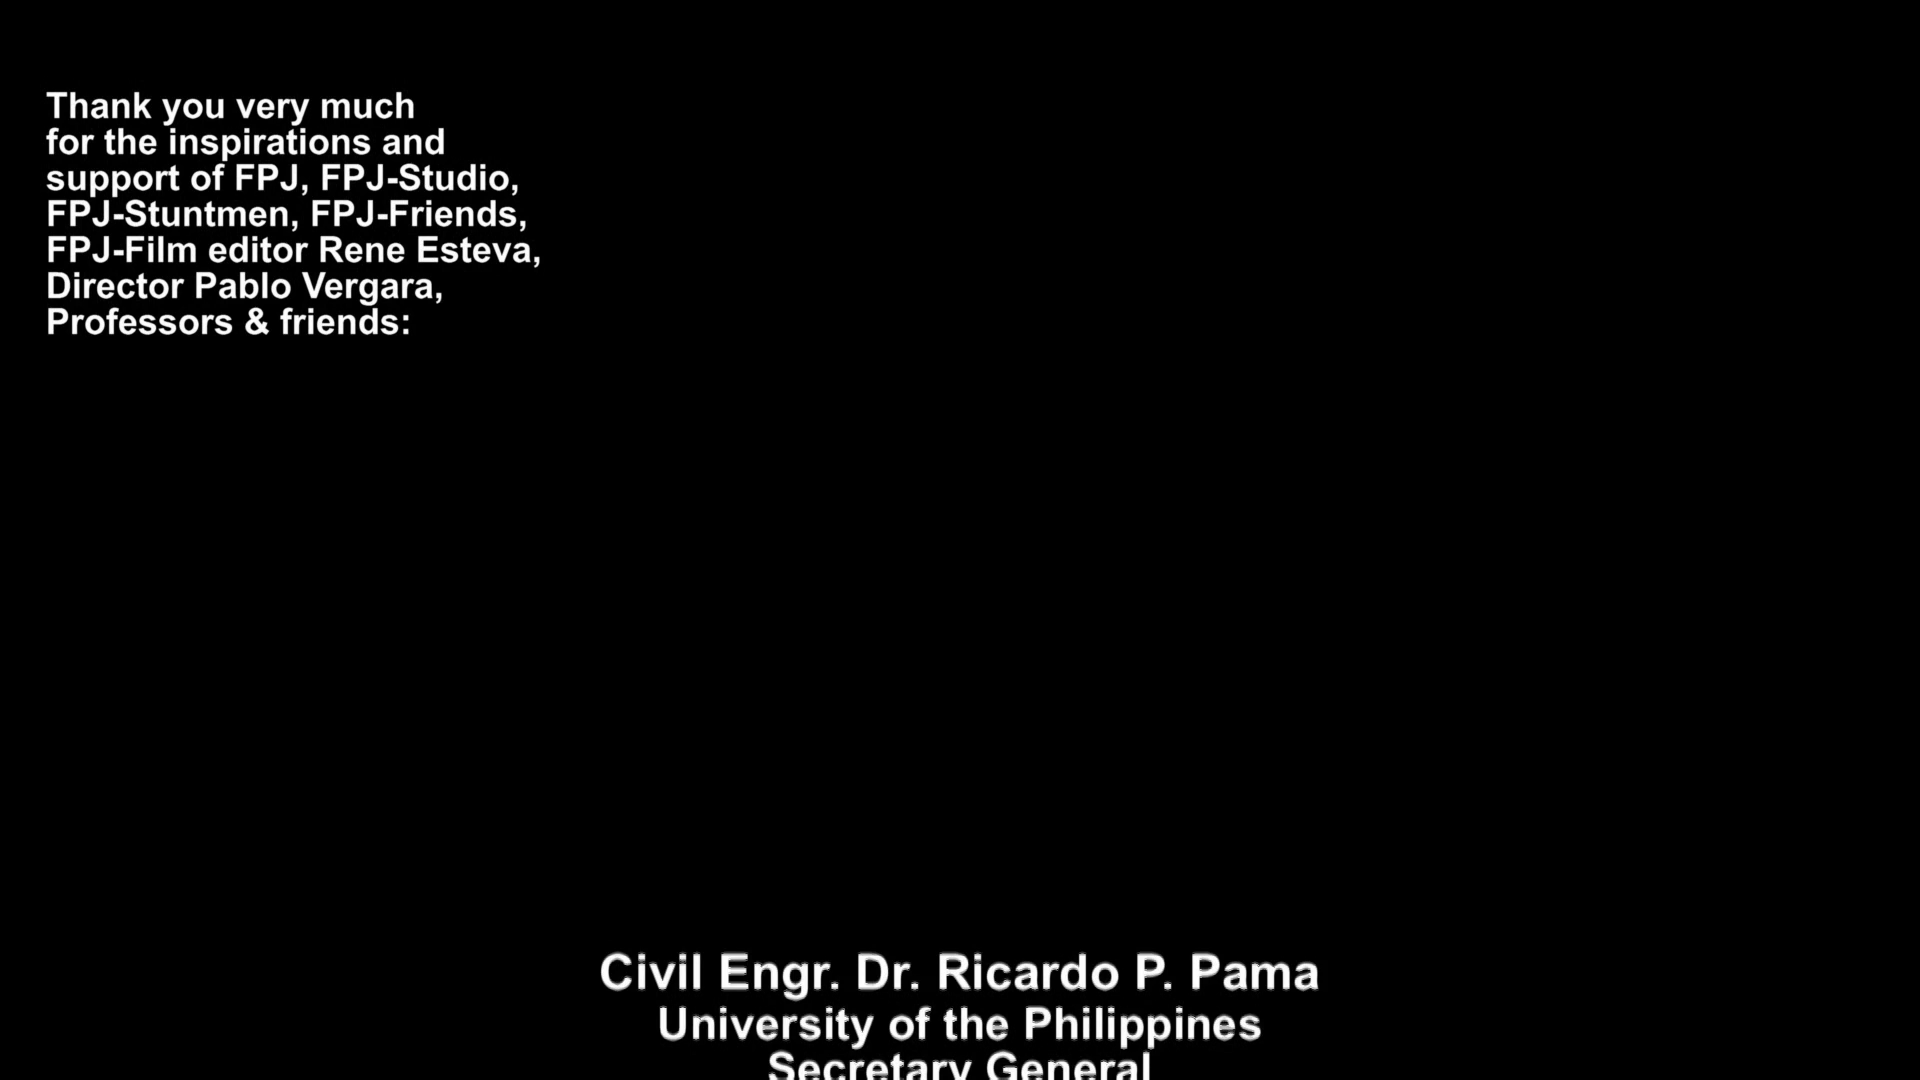 Thank you very much
for the inspirations and
support of FPJ, FPJ-Studio,
FPJ-Stuntmen, FPJ-Friends,
FPJ-Film editor Rene Esteva,
Director Pablo Vergara,
Professors & friends:
Civil Engr. Dr. Ricardo P. Pama
University of the Philippines
Secretary General